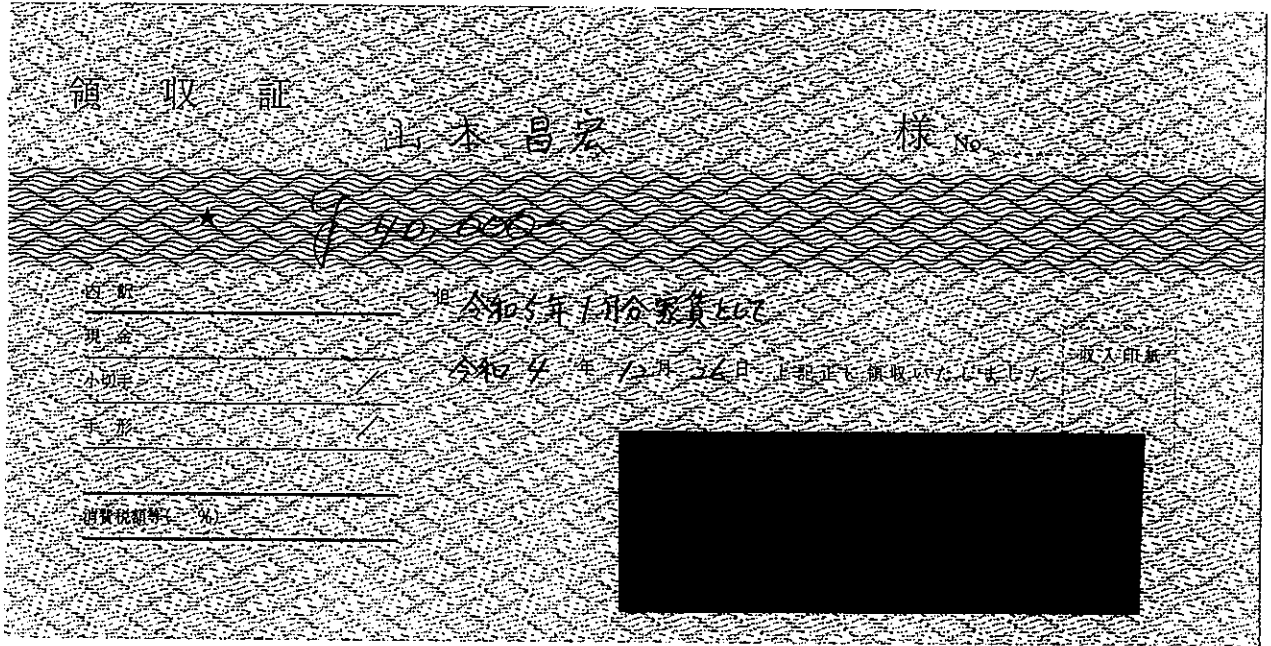 領収証
山本昌宏 様 No.
★ ¥40,000-
内訳
現金
小切手 /
手形 /
消費税額等( %)
但 令和5年1月分家賃として
令和4年12月26日 上記正に領収いたしました
収入印紙